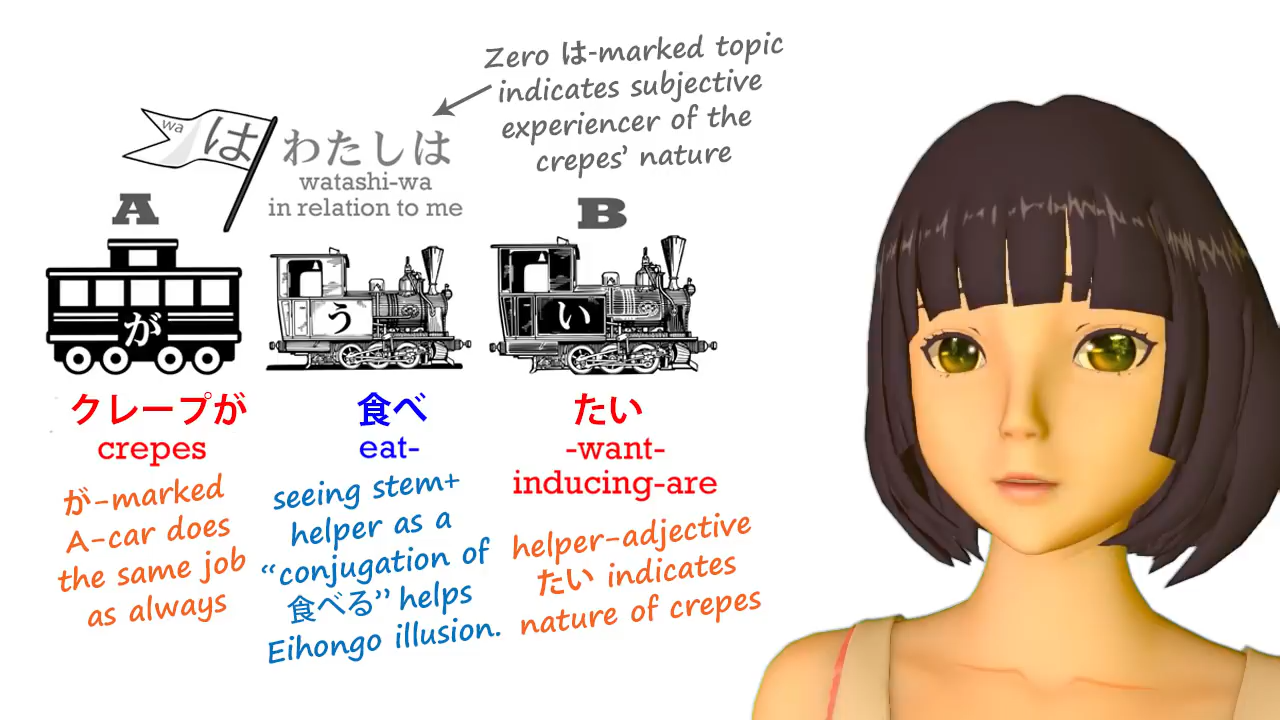 Zero は-marked topic
indicates subjective
experiencer of the
crepes' nature
wa
は
わたしは
watashi-wa
in relation to me
A
B
が
う
い
クレープが
crepes
食べ
eat-
たい
-want-
inducing-are
が-marked
A-car does
the same job
as always
seeing stem+
helper as a
“conjugation of
食べる” helps
Eihongo illusion.
helper-adjective
たい indicates
nature of crepes